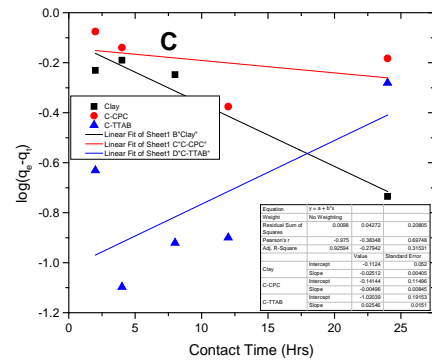 C
0.0
-0.2
-0.4
-0.6
-0.8
-1.0
-1.2
log(qe-qt)
Clay
C-CPC
C-TTAB
Linear Fit of Sheet1 B"Clay"
Linear Fit of Sheet1 C"C-CPC"
Linear Fit of Sheet1 D"C-TTAB"
Equation y = a + b*x
Weight No Weighting
Residual Sum of Squares 0.0098 0.04272 0.20805
Pearson's r -0.975 -0.38348 0.69748
Adj. R-Square 0.92594 -0.27942 0.31531
Value Standard Error
Clay Intercept -0.1124 0.052
Slope -0.02512 0.00405
C-CPC Intercept -0.14144 0.11496
Slope -0.00496 0.00845
C-TTAB Intercept -1.02039 0.19153
Slope 0.02546 0.0151
0 5 10 15 20 25
Contact Time (Hrs)